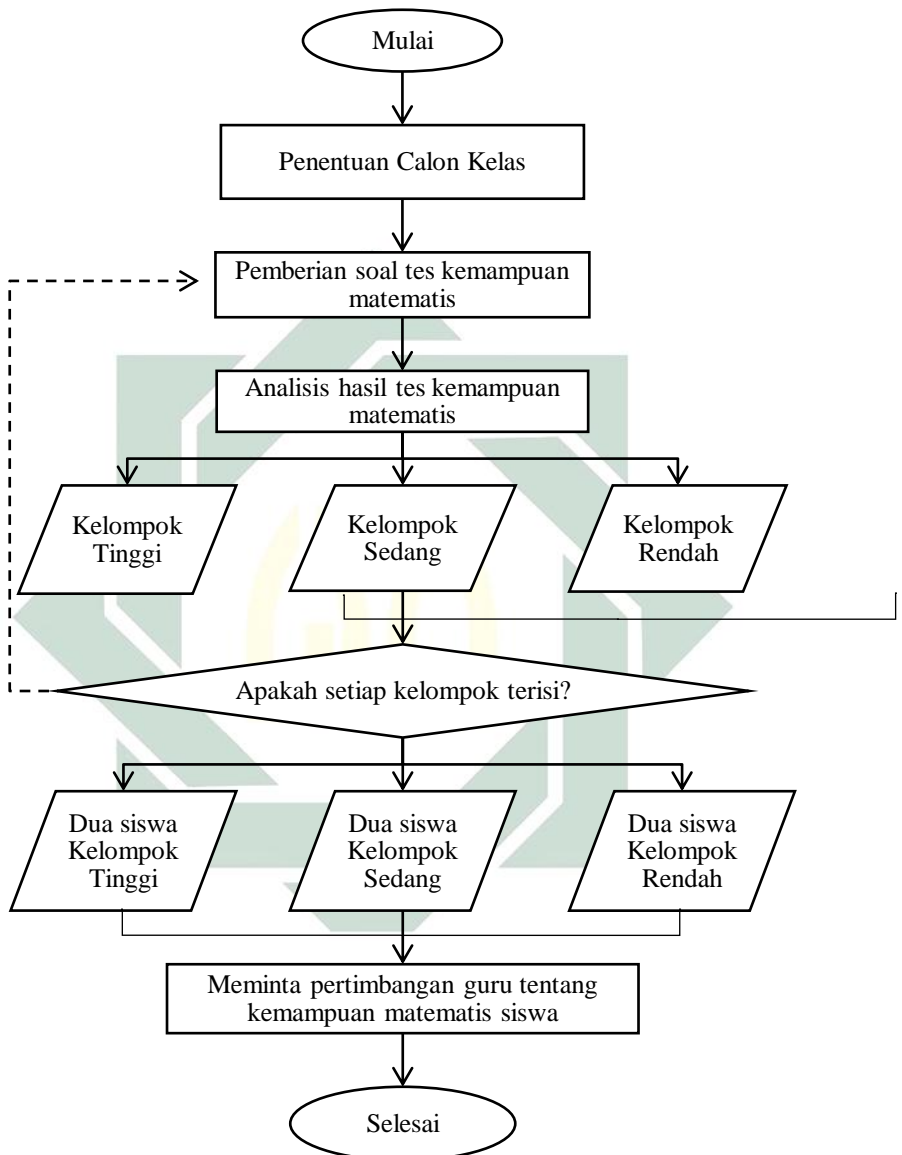 Mulai
Penentuan Calon Kelas
Pemberian soal tes kemampuan
matematis
Analisis hasil tes kemampuan
matematis
Kelompok
Tinggi
Kelompok
Sedang
Kelompok
Rendah
Apakah setiap kelompok terisi?
Dua siswa
Kelompok
Tinggi
Dua siswa
Kelompok
Sedang
Dua siswa
Kelompok
Rendah
Meminta pertimbangan guru tentang
kemampuan matematis siswa
Selesai